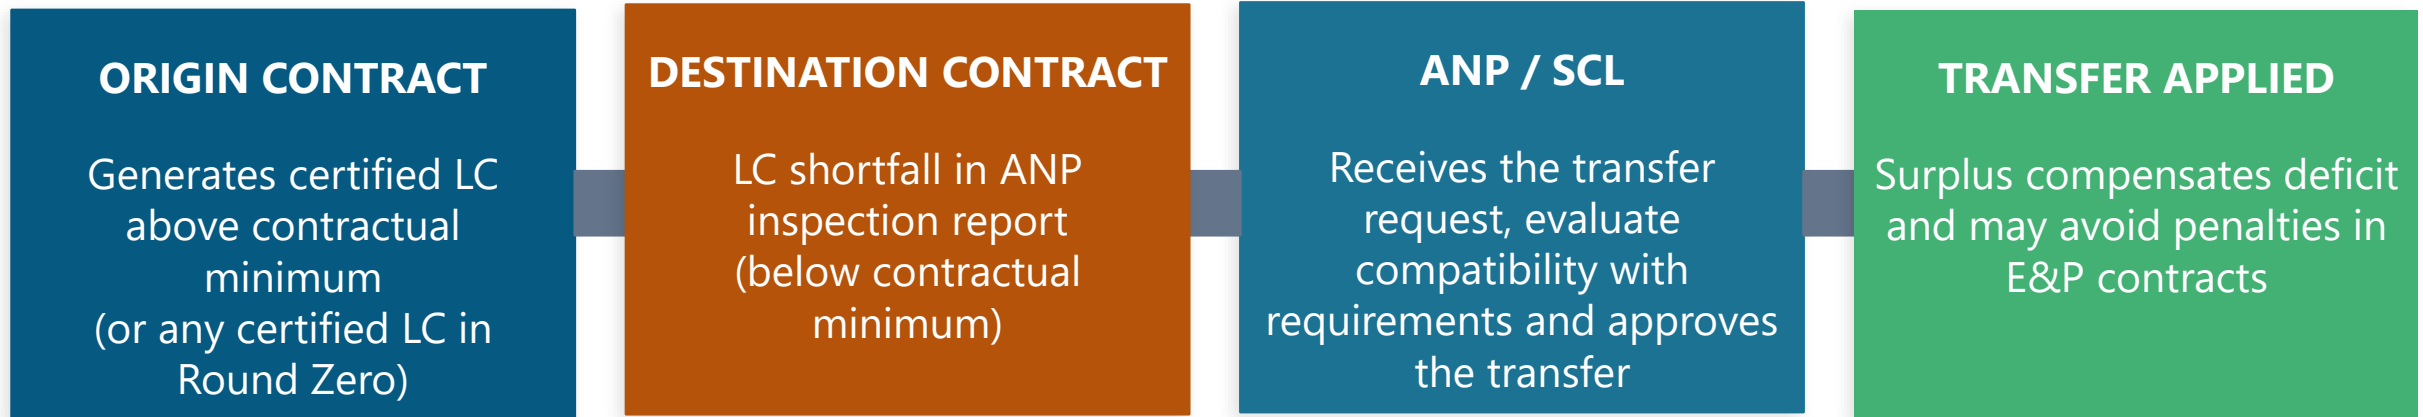 ORIGIN CONTRACT
Generates certified LC
above contractual
minimum
(or any certified LC in
Round Zero)
DESTINATION CONTRACT
LC shortfall in ANP
inspection report
(below contractual
minimum)
ANP / SCL
Receives the transfer
request, evaluate
compatibility with
requirements and approves
the transfer
TRANSFER APPLIED
Surplus compensates deficit
and may avoid penalties in
E&P contracts